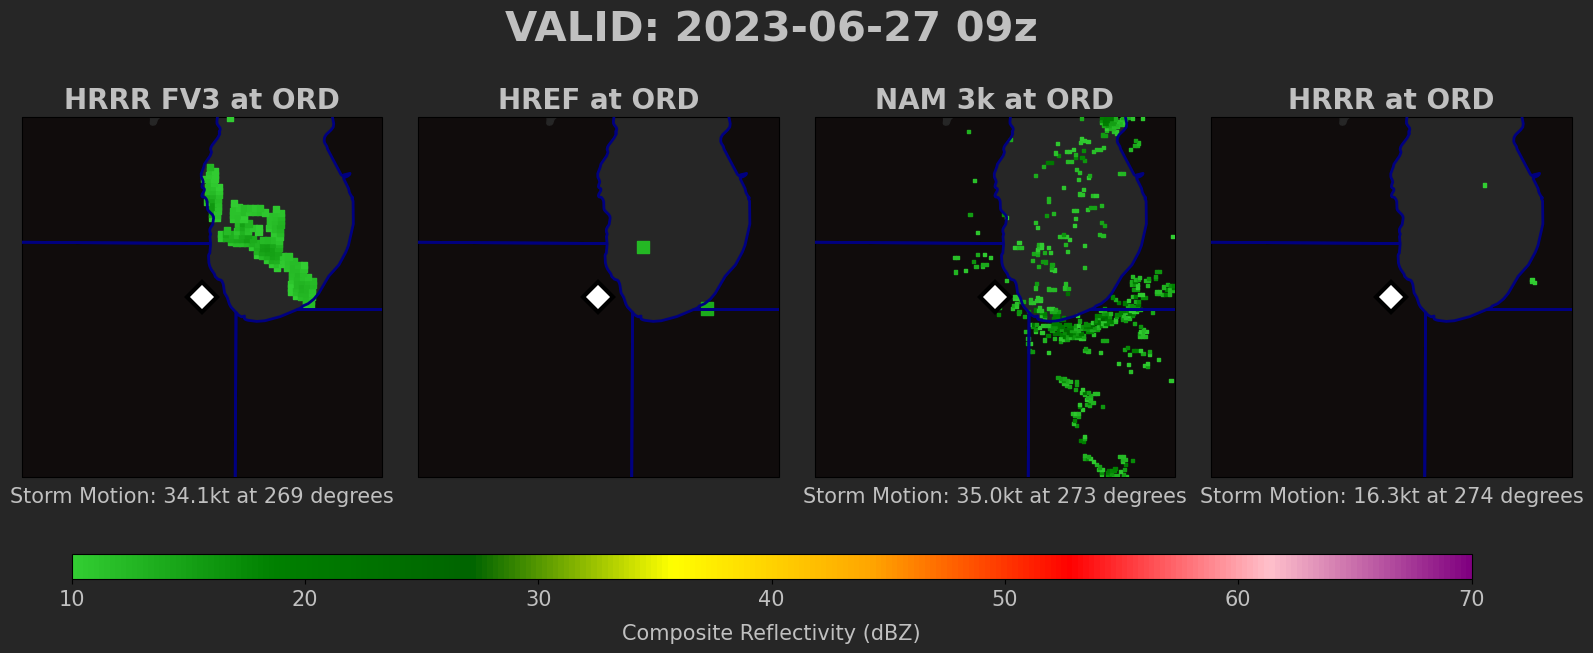 VALID: 2023-06-27 09z
HRRR FV3 at ORD
HREF at ORD
NAM 3k at ORD
HRRR at ORD
Storm Motion: 34.1kt at 269 degrees
Storm Motion: 35.0kt at 273 degrees
Storm Motion: 16.3kt at 274 degrees
10 20 30 40 50 60 70
Composite Reflectivity (dBZ)